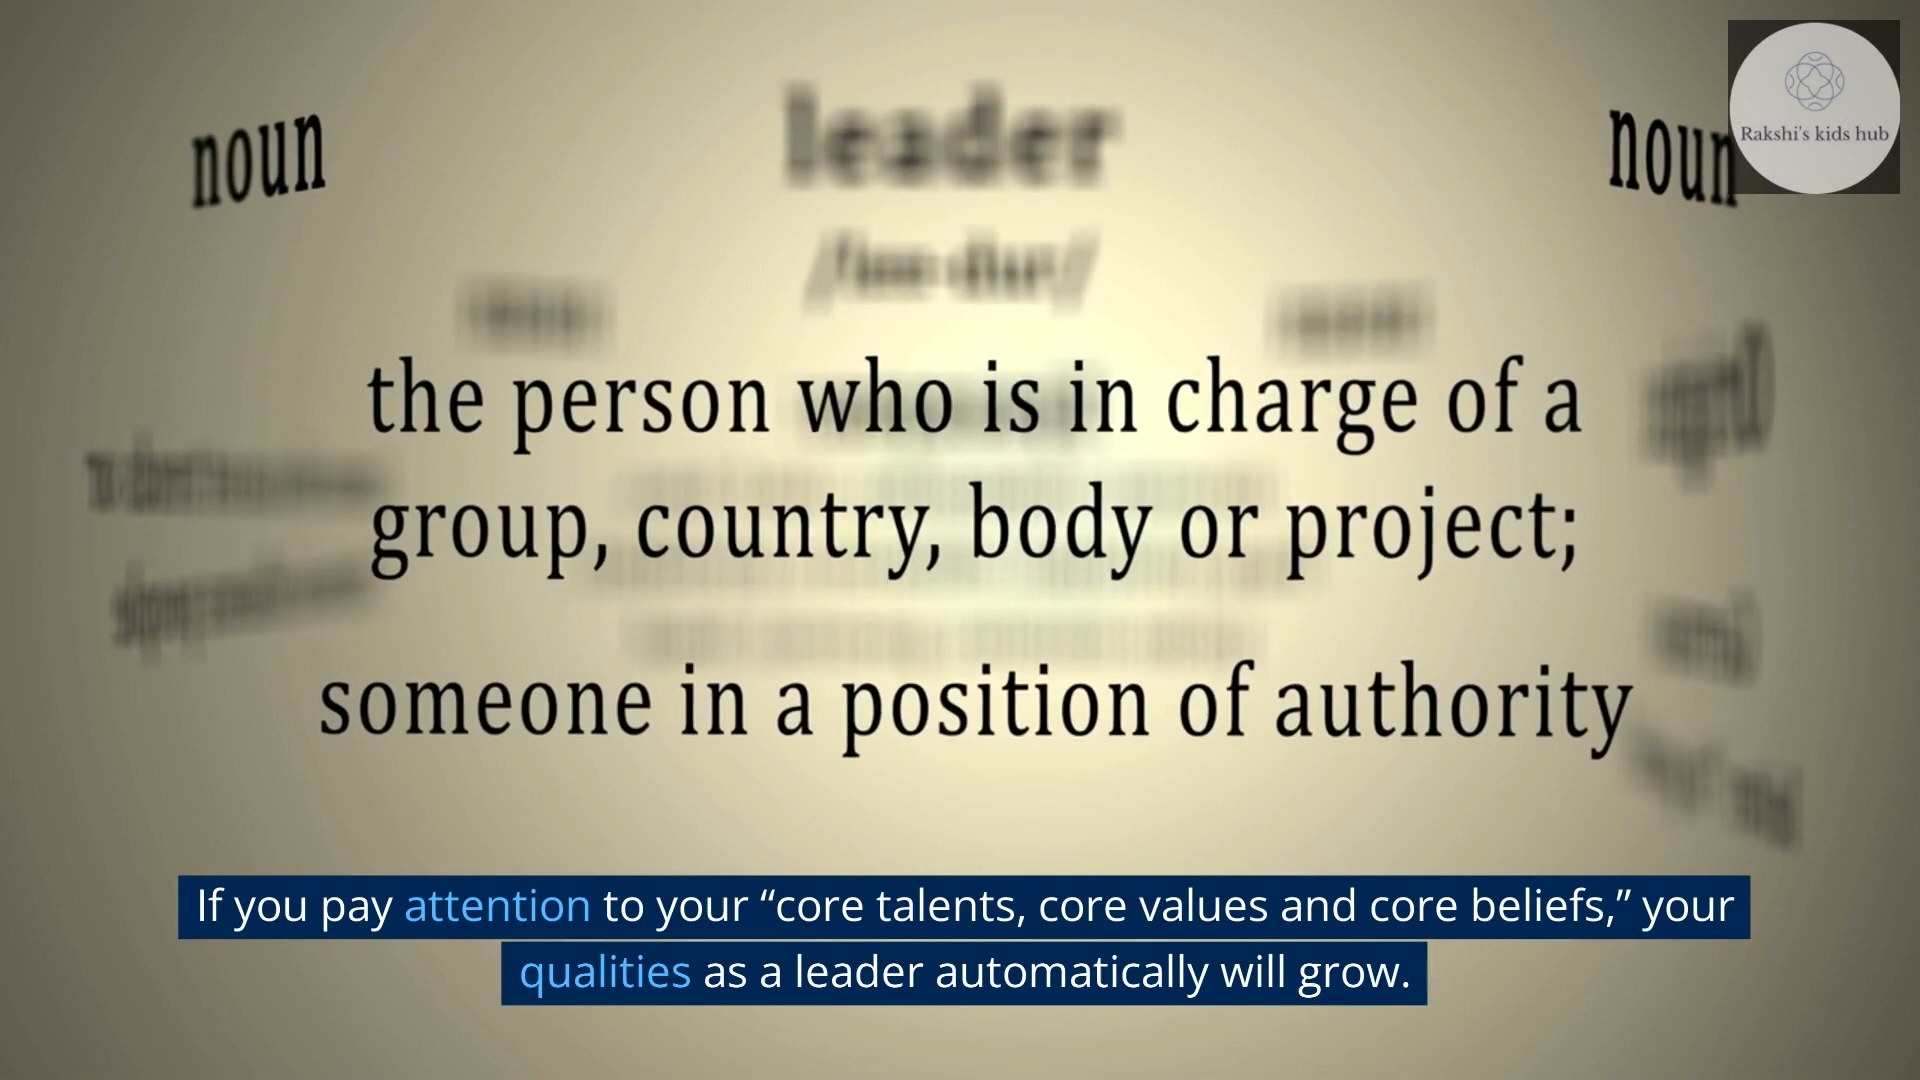 noun
leader
noun
Rakshi's kids hub
the person who is in charge of a
group, country, body or project;
someone in a position of authority
If you pay attention to your “core talents, core values and core beliefs,” your
qualities as a leader automatically will grow.